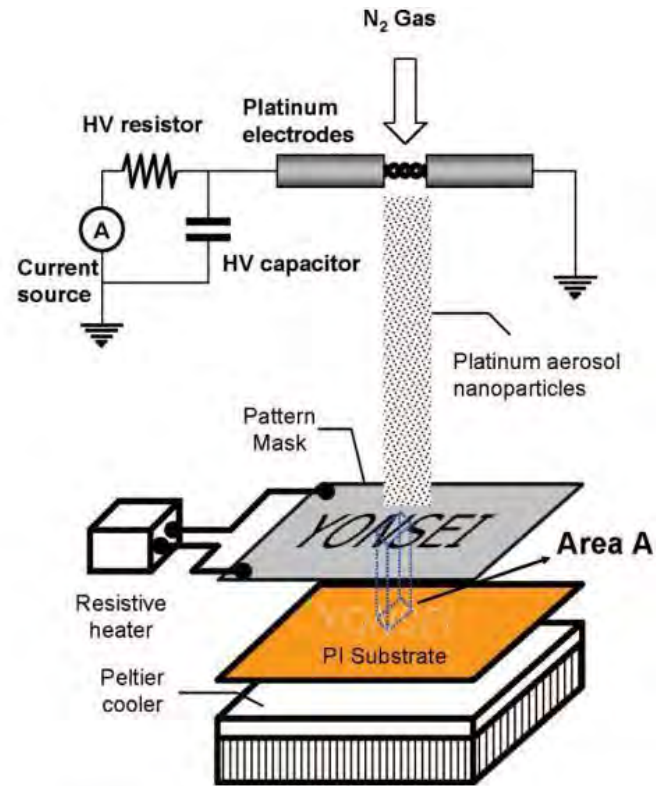 N₂ Gas
Platinum
electrodes
HV resistor
A
Current
source
HV capacitor
Platinum aerosol
nanoparticles
Pattern
Mask
YONSEI
Area A
Resistive
heater
YONSEI
PI Substrate
Peltier
cooler